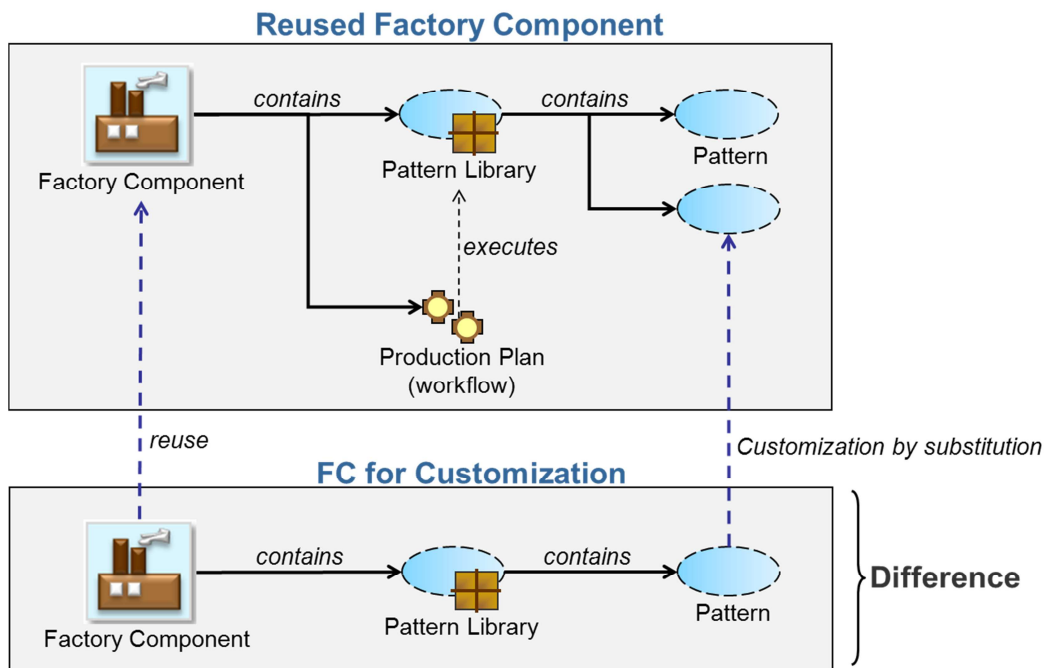 Reused Factory Component
contains
contains
Factory Component
Pattern Library
Pattern
executes
Production Plan
(workflow)
reuse
Customization by substitution
FC for Customization
contains
contains
Difference
Factory Component
Pattern Library
Pattern